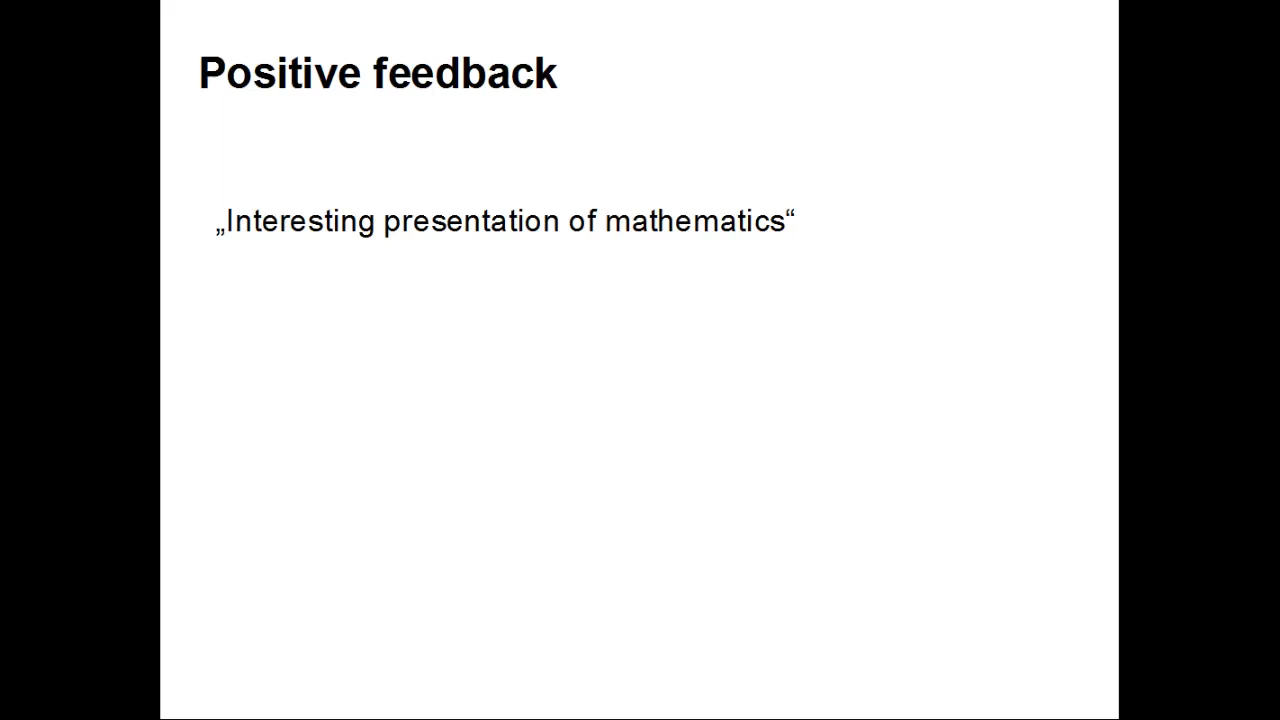 Positive feedback
„Interesting presentation of mathematics“